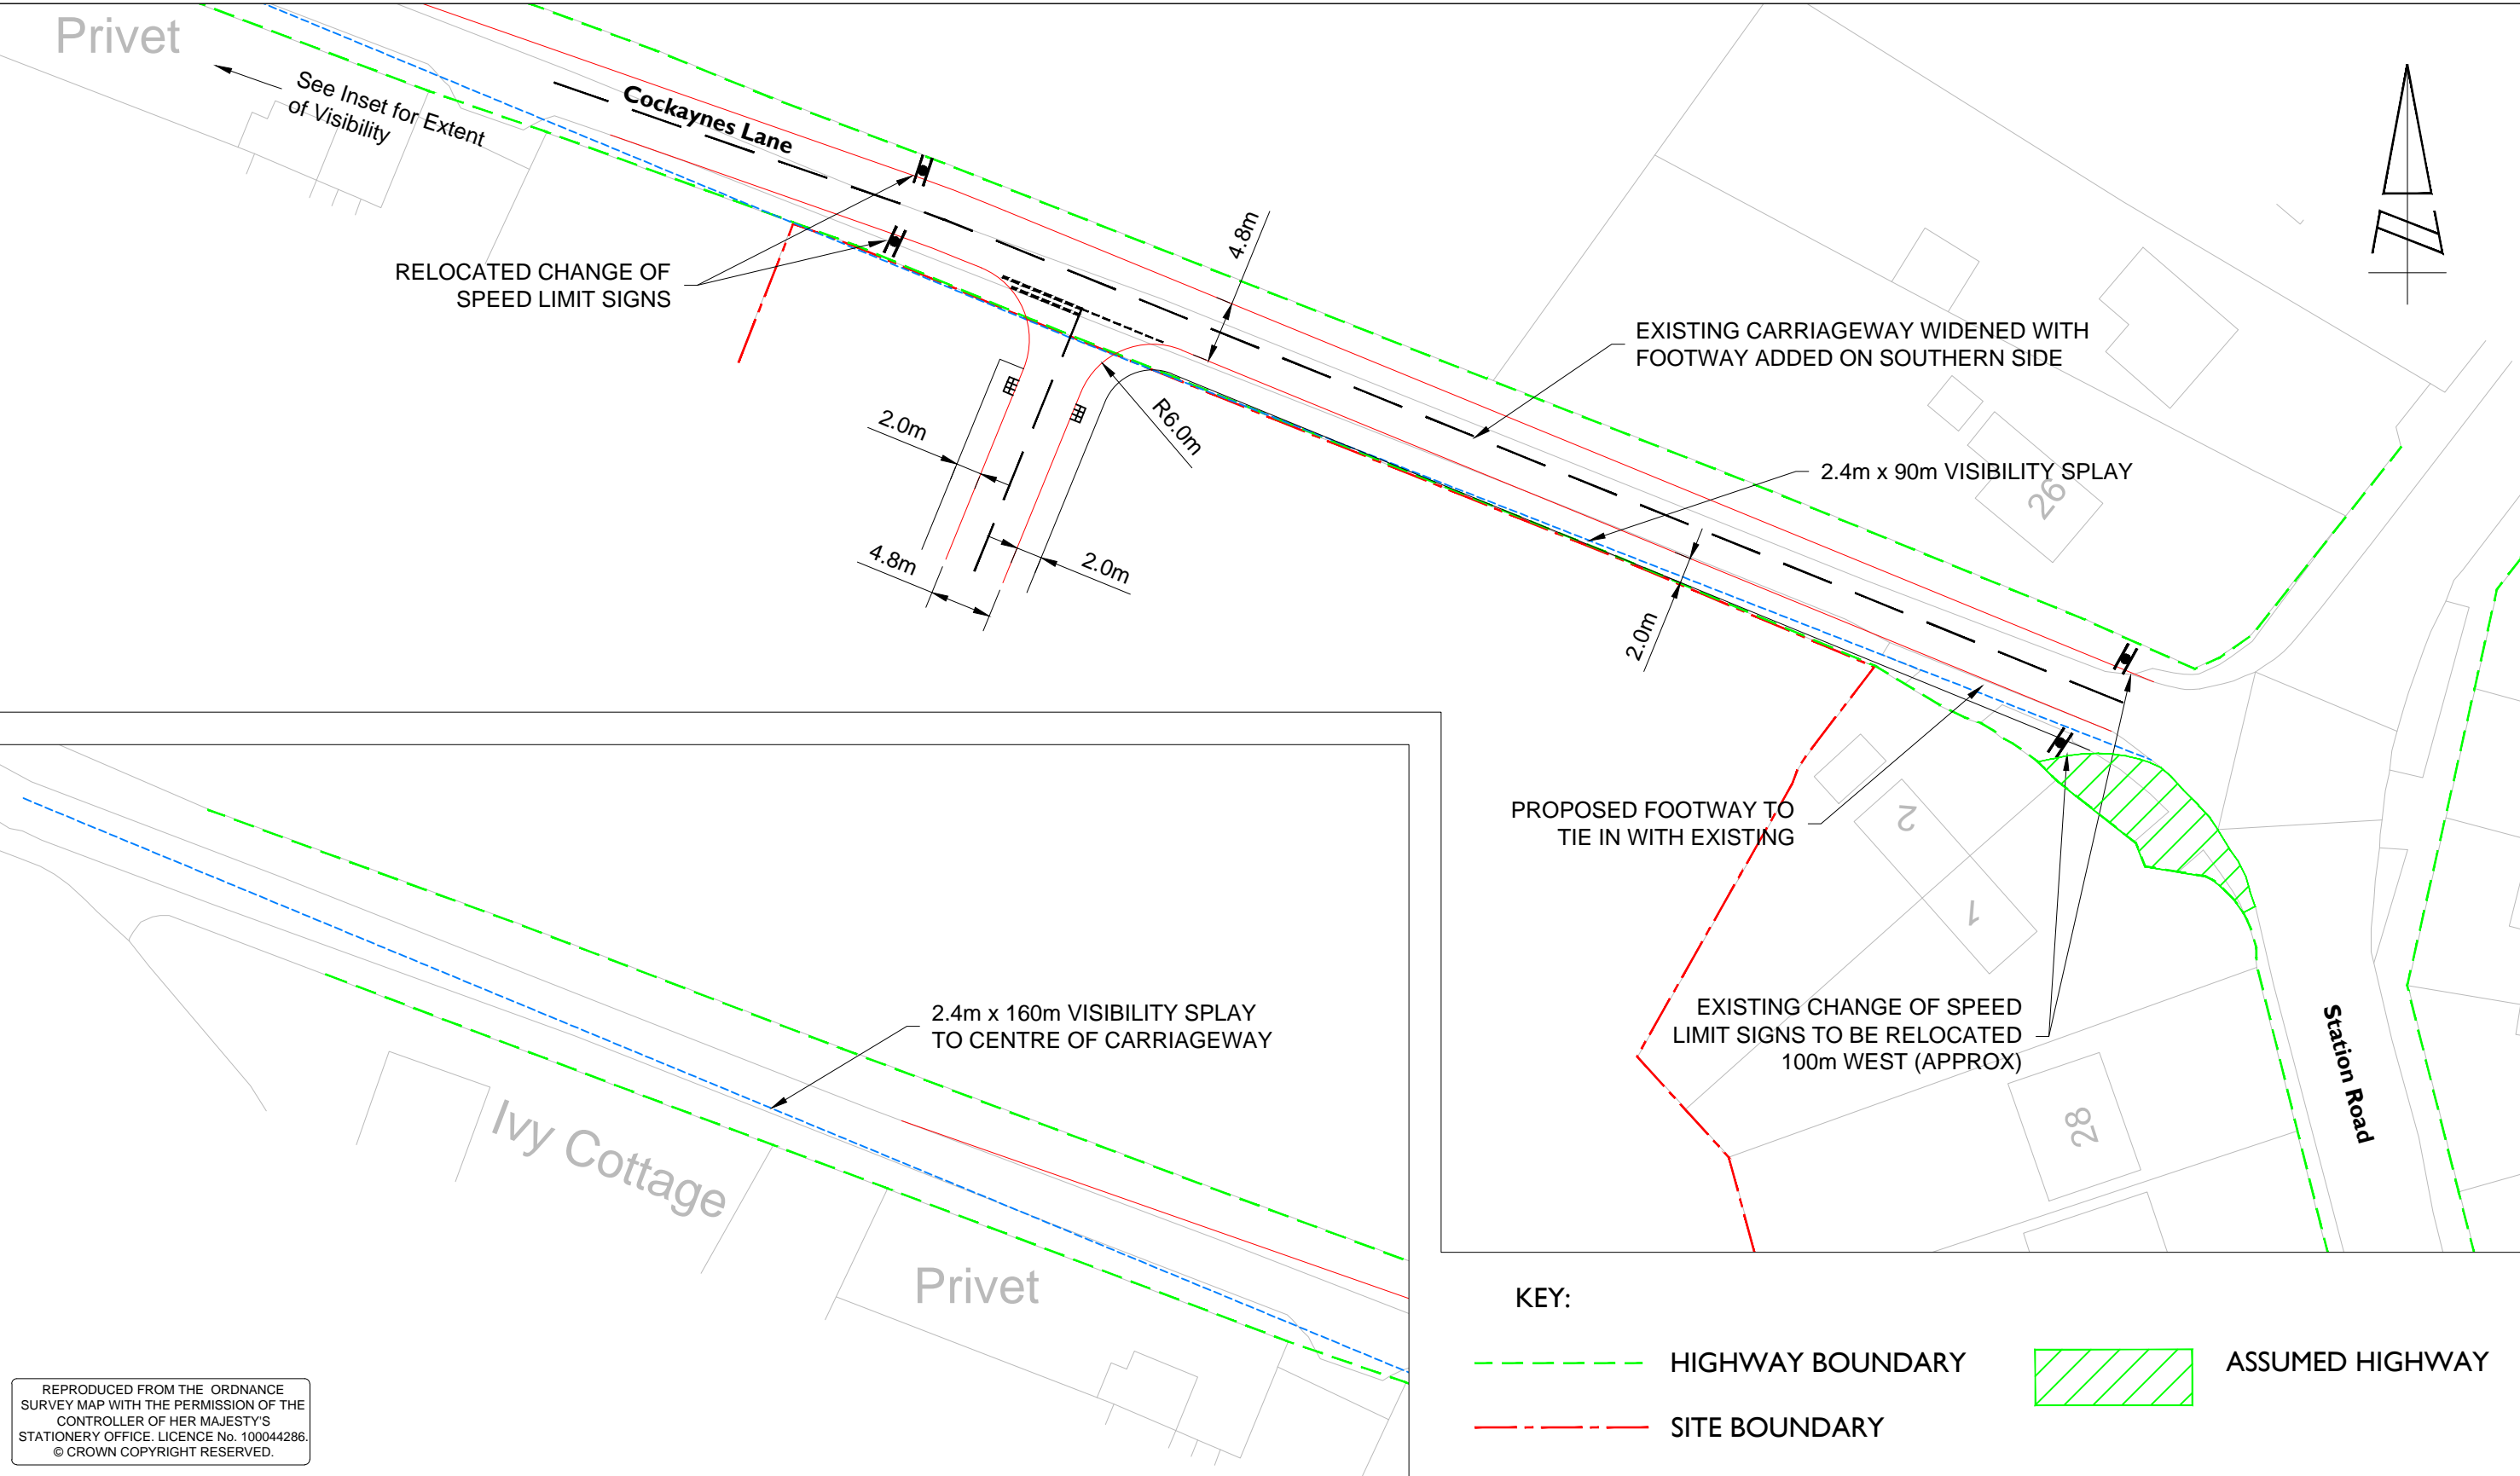 Privet
See Inset for Extent
of Visibility
Cockaynes Lane
RELOCATED CHANGE OF
SPEED LIMIT SIGNS
4.8m
EXISTING CARRIAGEWAY WIDENED WITH
FOOTWAY ADDED ON SOUTHERN SIDE
2.0m
R6.0m
2.4m x 90m VISIBILITY SPLAY
26
4.8m
2.0m
2.0m
PROPOSED FOOTWAY TO
TIE IN WITH EXISTING
2
1
EXISTING CHANGE OF SPEED
LIMIT SIGNS TO BE RELOCATED
100m WEST (APPROX)
28
Station Road
2.4m x 160m VISIBILITY SPLAY
TO CENTRE OF CARRIAGEWAY
Ivy Cottage
Privet
KEY:
HIGHWAY BOUNDARY
ASSUMED HIGHWAY
SITE BOUNDARY
REPRODUCED FROM THE ORDNANCE
SURVEY MAP WITH THE PERMISSION OF THE
CONTROLLER OF HER MAJESTY'S
STATIONERY OFFICE. LICENCE No. 100044286.
© CROWN COPYRIGHT RESERVED.